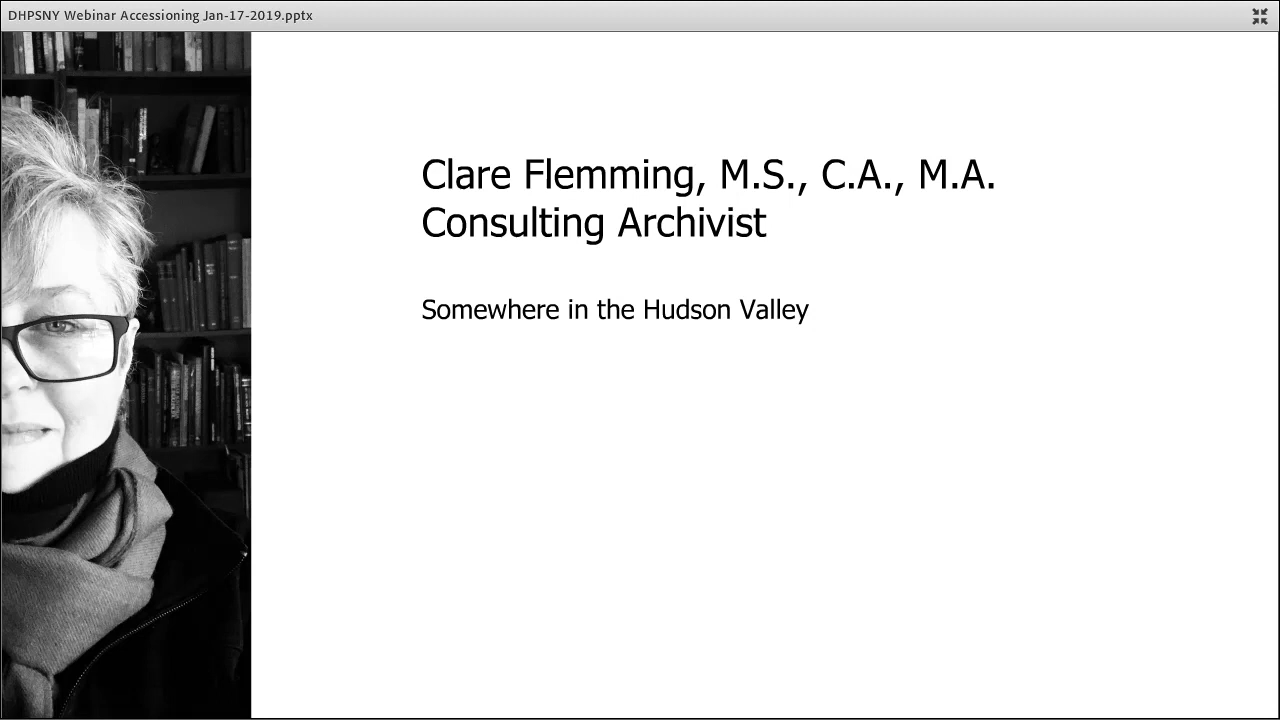 DHPSNY Webinar Accessioning Jan-17-2019.pptx
Clare Flemming, M.S., C.A., M.A.
Consulting Archivist
Somewhere in the Hudson Valley